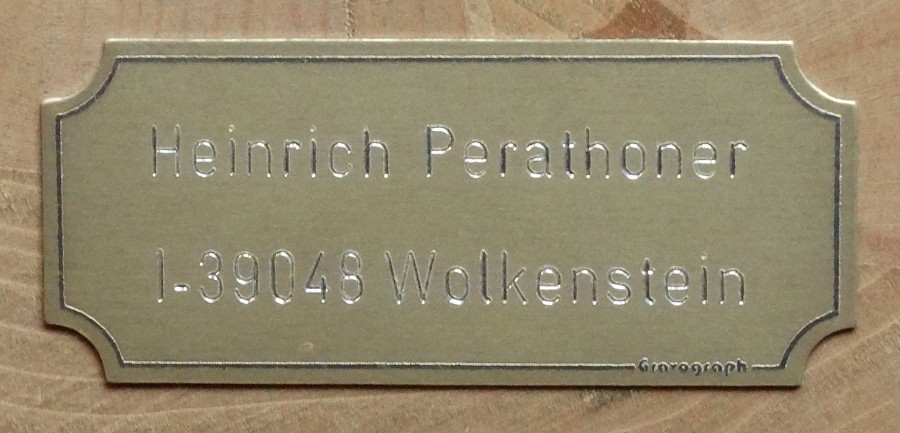 Heinrich Perathoner
I-39048 Wolkenstein
Gravograph